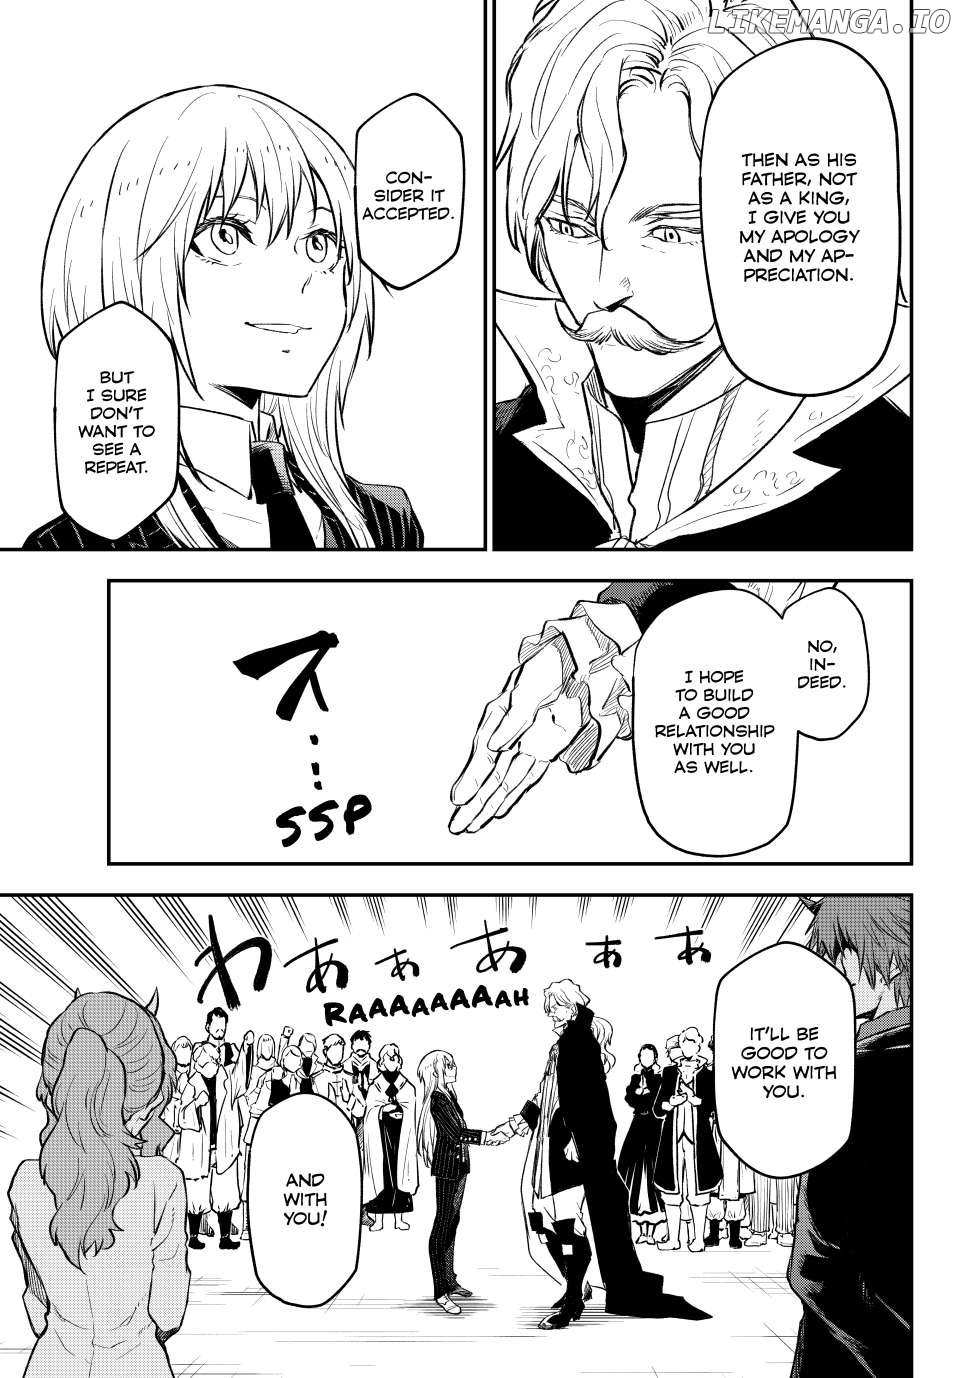 LIKEMANGA.IO
THEN AS HIS
FATHER, NOT
AS A KING,
I GIVE YOU
MY APOLOGY
AND MY AP-
PRECIATION.
CON-
SIDER IT
ACCEPTED.
BUT
I SURE
DON'T
WANT TO
SEE A
REPEAT.
NO,
IN-
DEED.
I HOPE
TO BUILD
A GOOD
RELATIONSHIP
WITH YOU
AS WELL.
ス…
SSP
わあぁあぁぁ
RAAAAAAAAH
IT'LL BE
GOOD TO
WORK WITH
YOU.
AND
WITH
YOU!